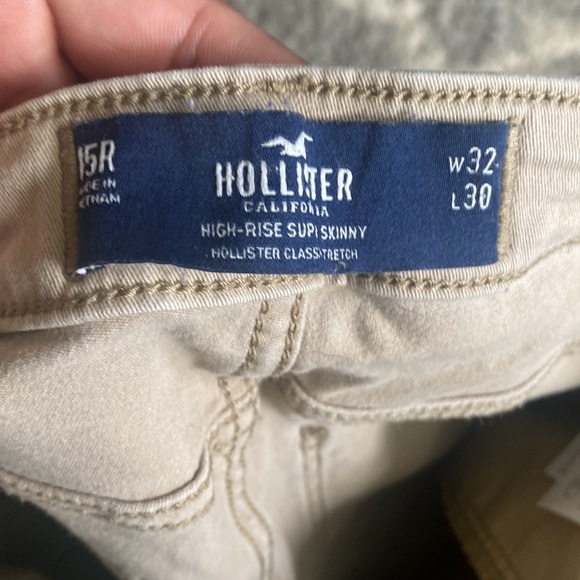 15R
MADE IN
VIETNAM
HOLLISTER
CALIFORNIA
HIGH-RISE SUPER SKINNY
HOLLISTER CLASSIC STRETCH
W32
L30